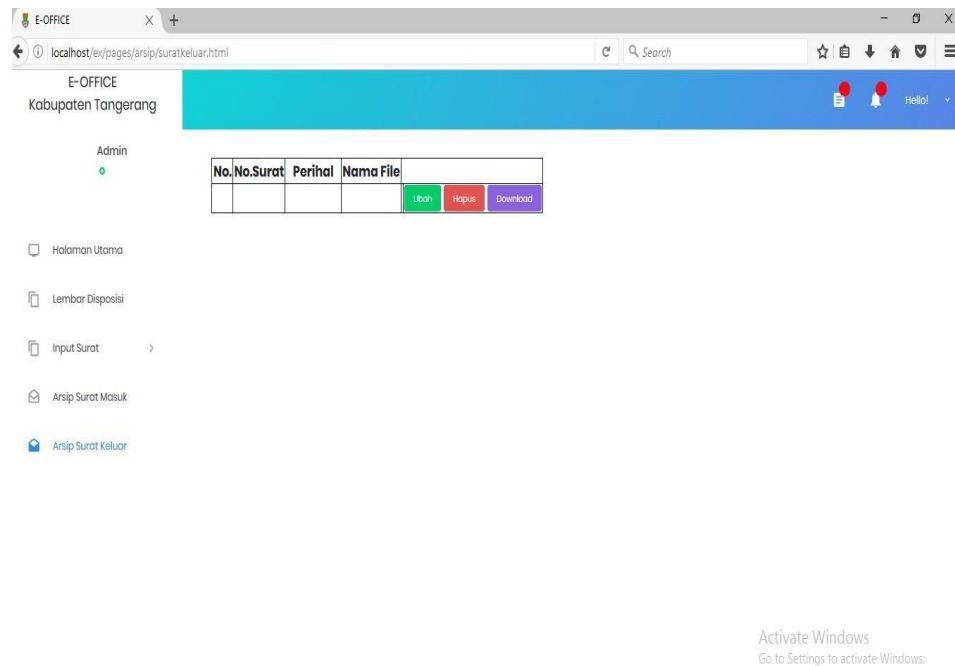 E-OFFICE
localhost/ex/pages/arsip/suratkeluar.html
Search
E-OFFICE
Kabupaten Tangerang
Hello!
Admin
No. No.Surat Perihal Nama File
Ubah Hapus Download
Halaman Utama
Lembar Disposisi
Input Surat
Arsip Surat Masuk
Arsip Surat Keluar
Activate Windows
Go to Settings to activate Windows.